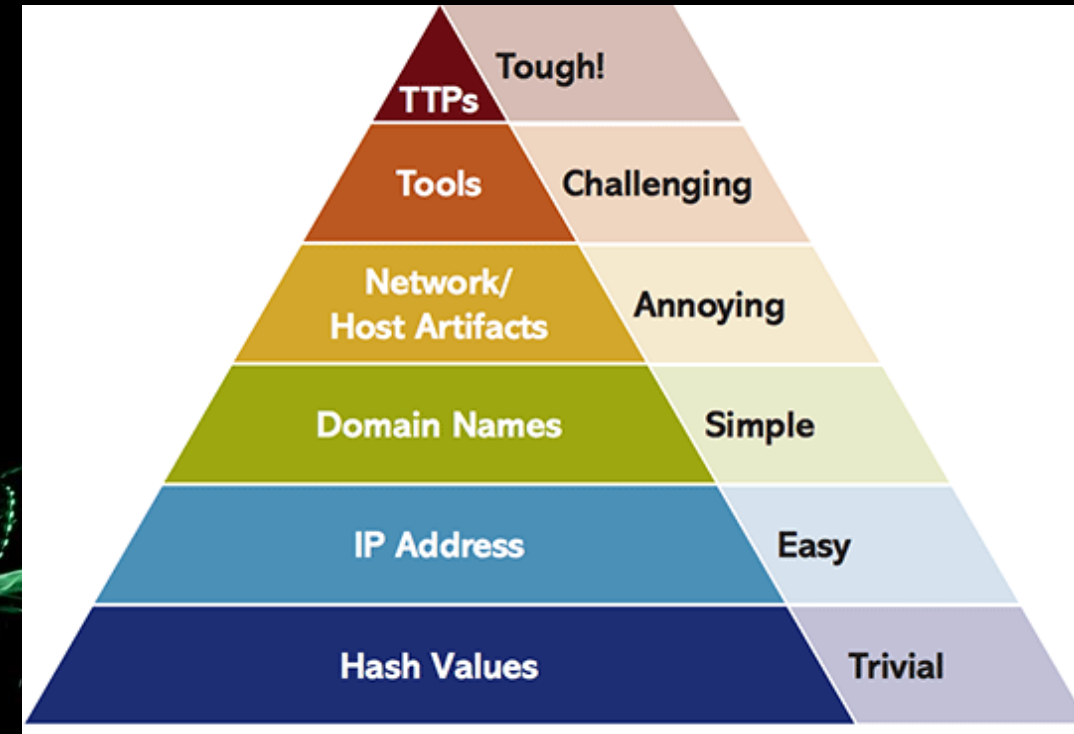 TTPs
Tough!
Tools
Challenging
Network/
Host Artifacts
Annoying
Domain Names
Simple
IP Address
Easy
Hash Values
Trivial